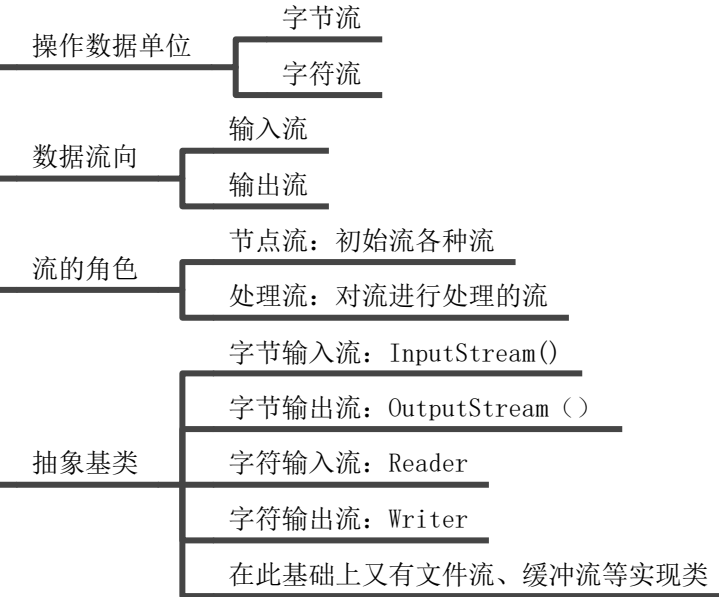 操作数据单位
字节流
字符流
数据流向
输入流
输出流
流的角色
节点流：初始流各种流
处理流：对流进行处理的流
抽象基类
字节输入流：InputStream()
字节输出流：OutputStream（）
字符输入流：Reader
字符输出流：Writer
在此基础上又有文件流、缓冲流等实现类